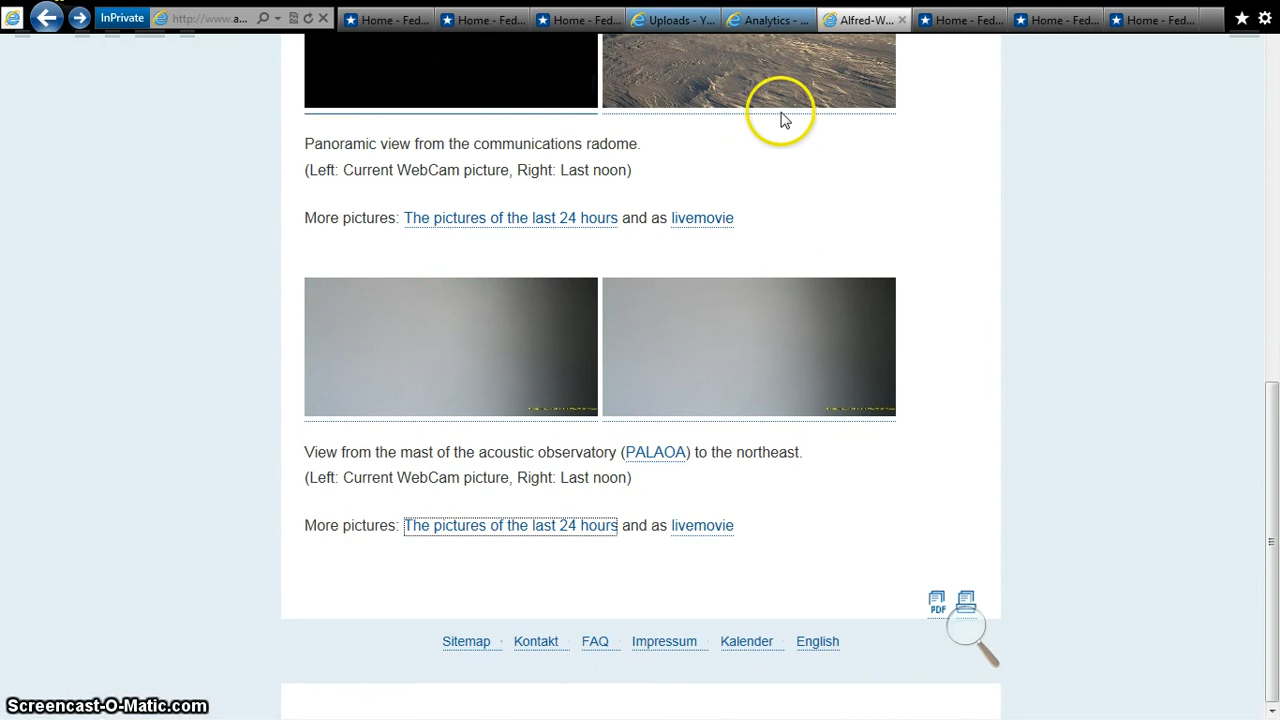 InPrivate
http://www.a...
Home - Fed...
Home - Fed...
Home - Fed...
Uploads - Y...
Analytics - ...
Alfred-W...
Home - Fed...
Home - Fed...
Home - Fed...
Panoramic view from the communications radome.
(Left: Current WebCam picture, Right: Last noon)
More pictures: The pictures of the last 24 hours and as livemovie
View from the mast of the acoustic observatory (PALAOA) to the northeast.
(Left: Current WebCam picture, Right: Last noon)
More pictures: The pictures of the last 24 hours and as livemovie
PDF
Sitemap · Kontakt · FAQ · Impressum · Kalender · English
Screencast-O-Matic.com